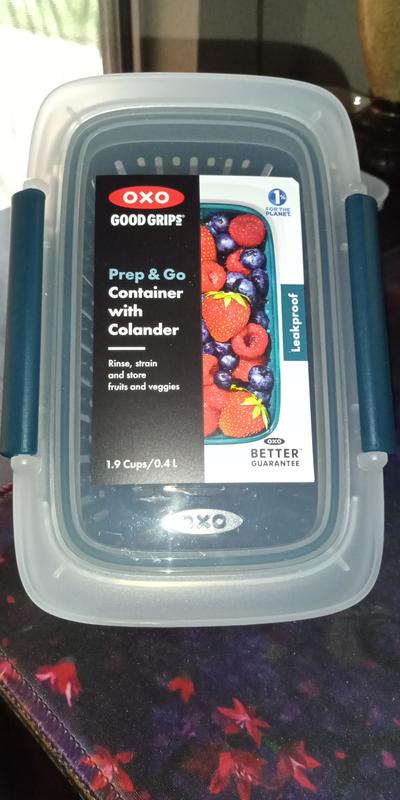 OXO
GOOD GRIPS
1%
FOR THE
PLANET
Prep & Go
Container
with
Colander
Leakproof
Rinse, strain
and store
fruits and veggies
OXO
BETTER™
GUARANTEE
1.9 Cups/0.4 L
OXO